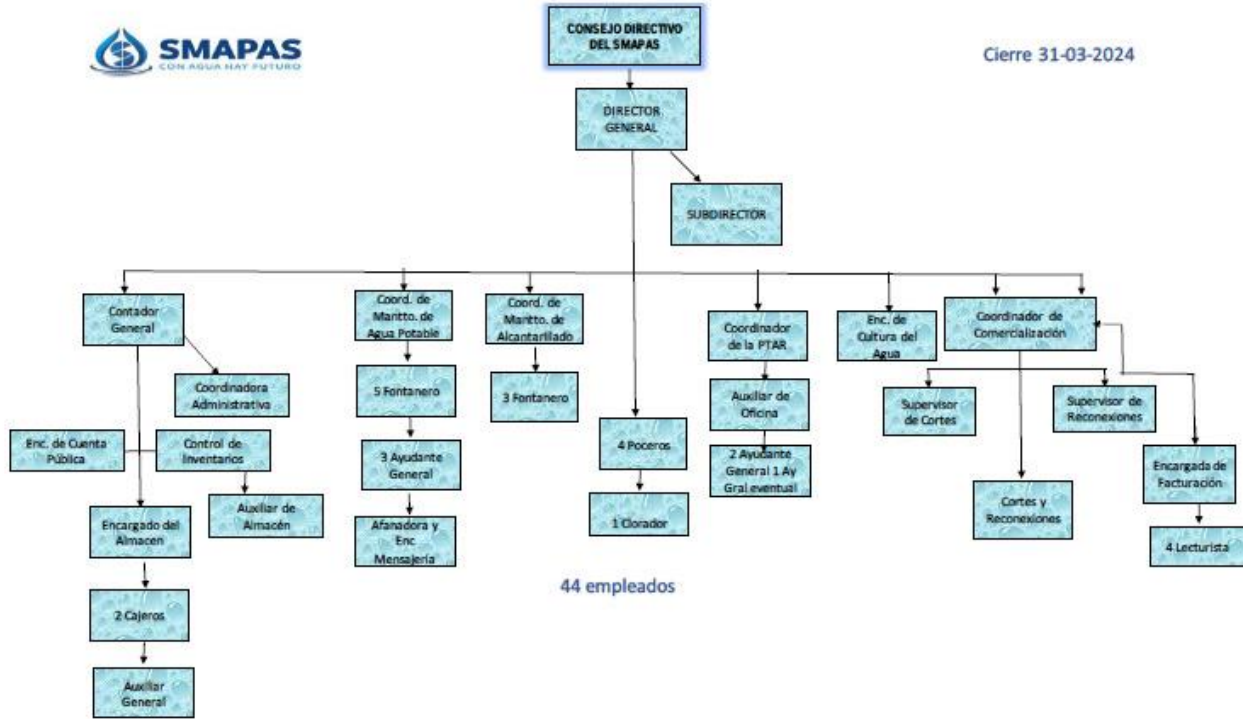 SMAPAS
CON AGUA HAY FUTURO
CONSEJO DIRECTIVO
DEL SMAPAS
Cierre 31-03-2024
DIRECTOR
GENERAL
SUBDIRECTOR
Contador
General
Coord. de
Mantto. de
Agua Potable
Coord. de
Mantto. de
Alcantarillado
Coordinador
de la PTAR
Enc. de
Cultura del
Agua
Coordinador de
Comercialización
Coordinadora
Administrativa
5 Fontanero
3 Fontanero
Auxiliar de
Oficina
Supervisor
de Cortes
Supervisor de
Reconexiones
Enc. de Cuenta
Pública
Control de
Inventarios
3 Ayudante
General
4 Poceros
2 Ayudante
General 1 Ay
Gral eventual
Encargada de
Facturación
Auxiliar de
Almacén
Encargado del
Almacen
Afanadora y
Enc
Mensajería
1 Clorador
Cortes y
Reconexiones
4 Lecturista
44 empleados
2 Cajeros
Auxiliar
General